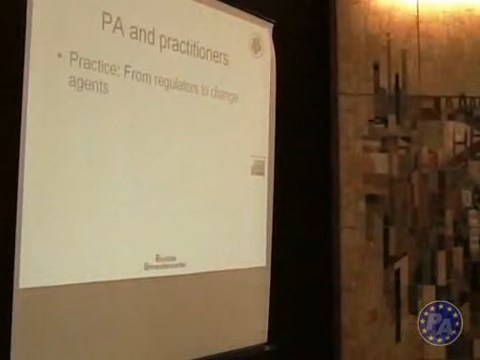 PA and practitioners
• Practice: From regulators to change
agents
PA